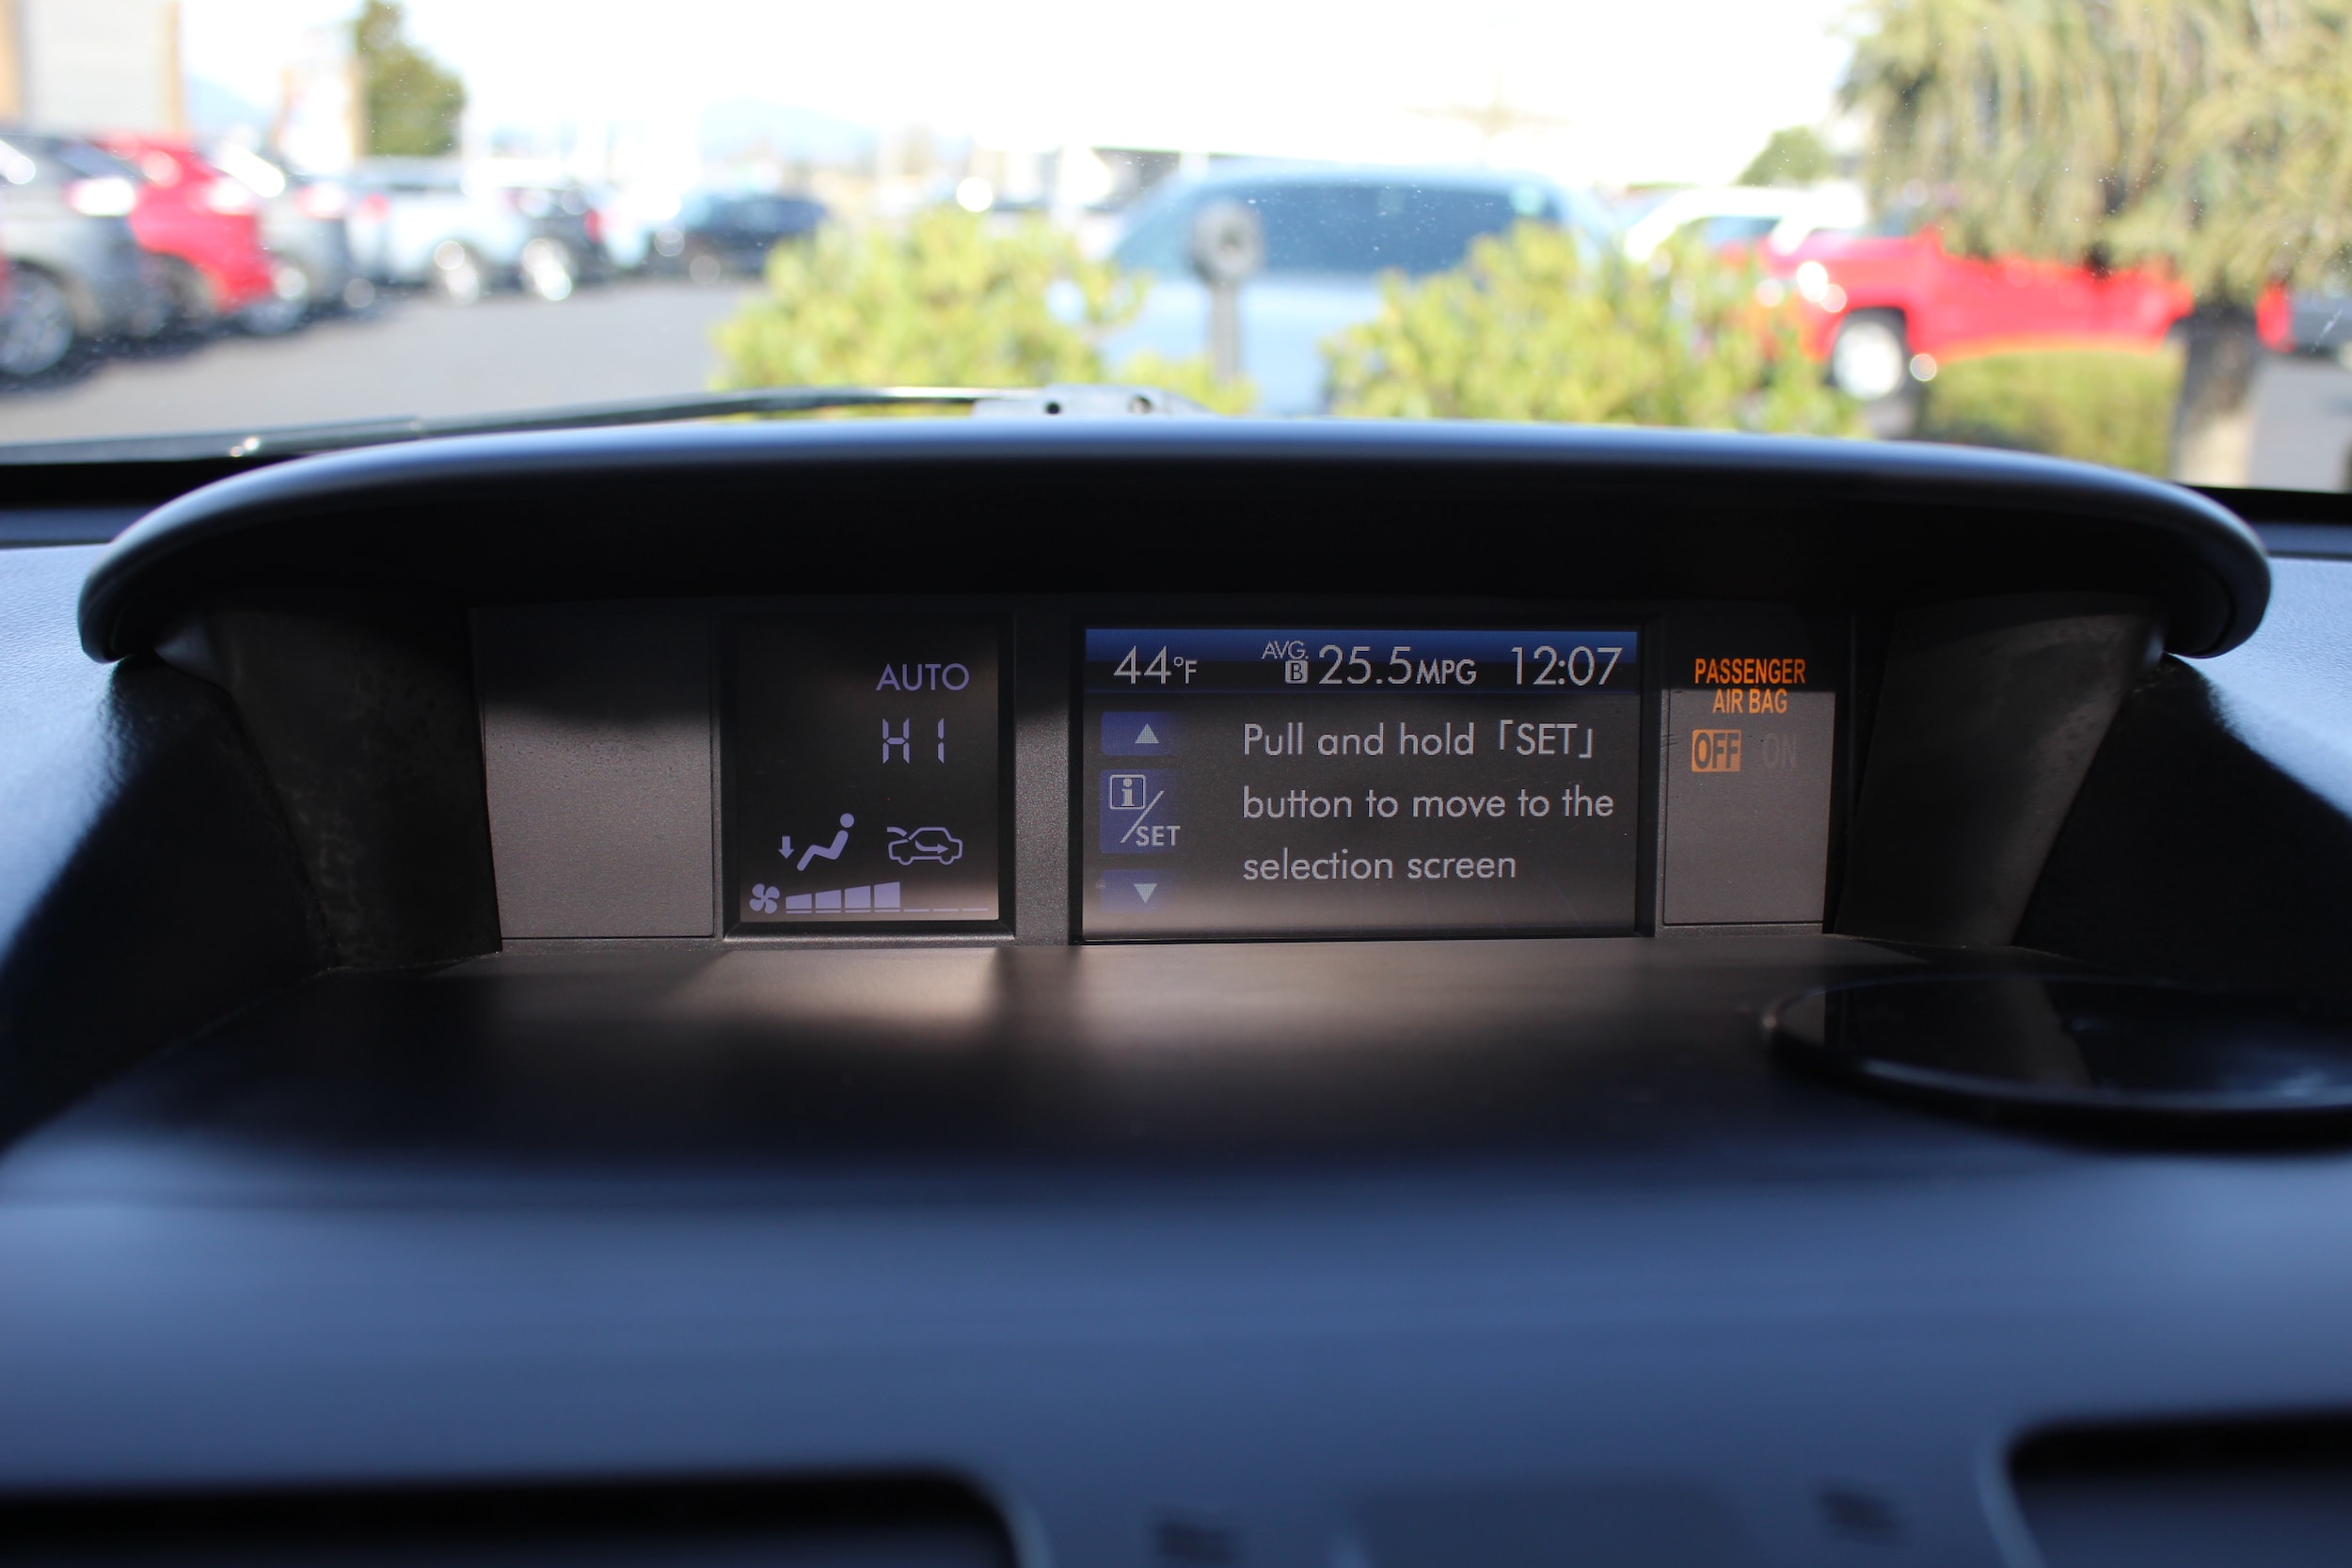 AUTO
HI
44°F AVG. B 25.5MPG 12:07
Pull and hold「SET」
button to move to the
selection screen
i/SET
PASSENGER
AIR BAG
OFF ON